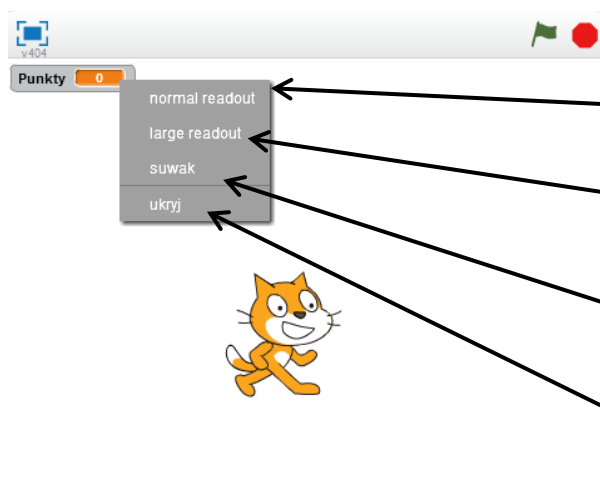 v404
Punkty 0
normal readout
large readout
suwak
ukryj